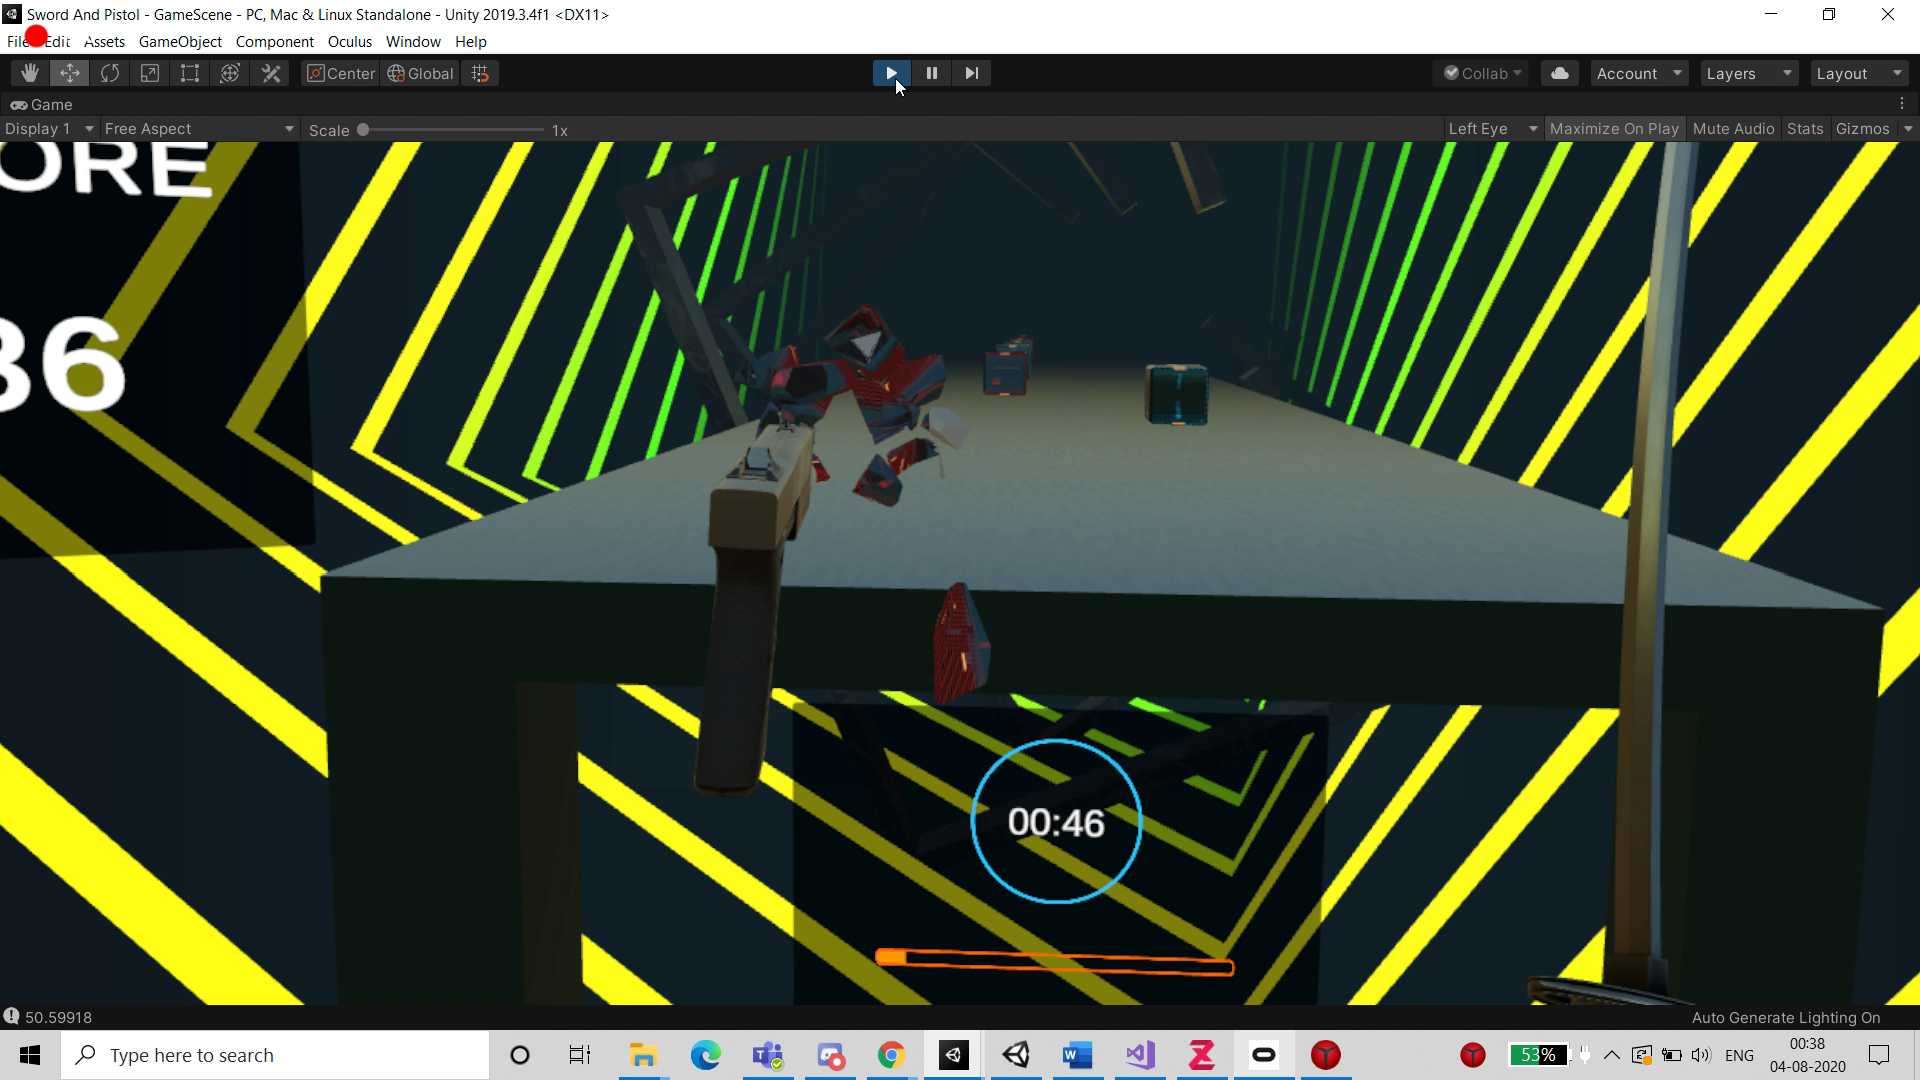 Sword And Pistol - GameScene - PC, Mac & Linux Standalone - Unity 2019.3.4f1 <DX11>
File Edit Assets GameObject Component Oculus Window Help
Center Global Collab Account Layers Layout
Game
Display 1 Free Aspect Scale 1x Left Eye Maximize On Play Mute Audio Stats Gizmos
ORE
36
00:46
50.59918 Auto Generate Lighting On
Type here to search
53% ENG
00:38
04-08-2020